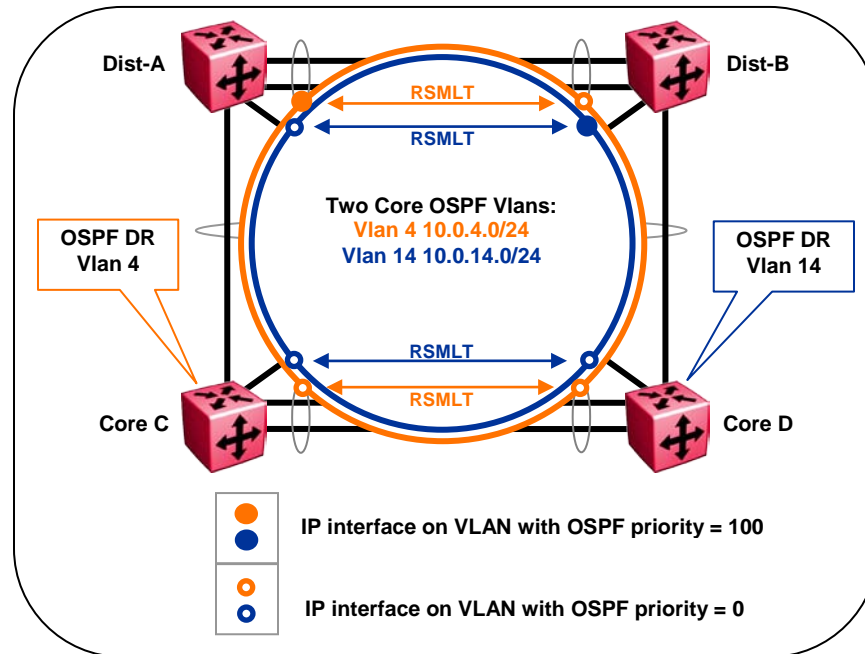 Dist-A
Dist-B
RSMLT
RSMLT
Two Core OSPF Vlans:
Vlan 4 10.0.4.0/24
Vlan 14 10.0.14.0/24
OSPF DR
Vlan 4
OSPF DR
Vlan 14
RSMLT
RSMLT
Core C
Core D
IP interface on VLAN with OSPF priority = 100
IP interface on VLAN with OSPF priority = 0